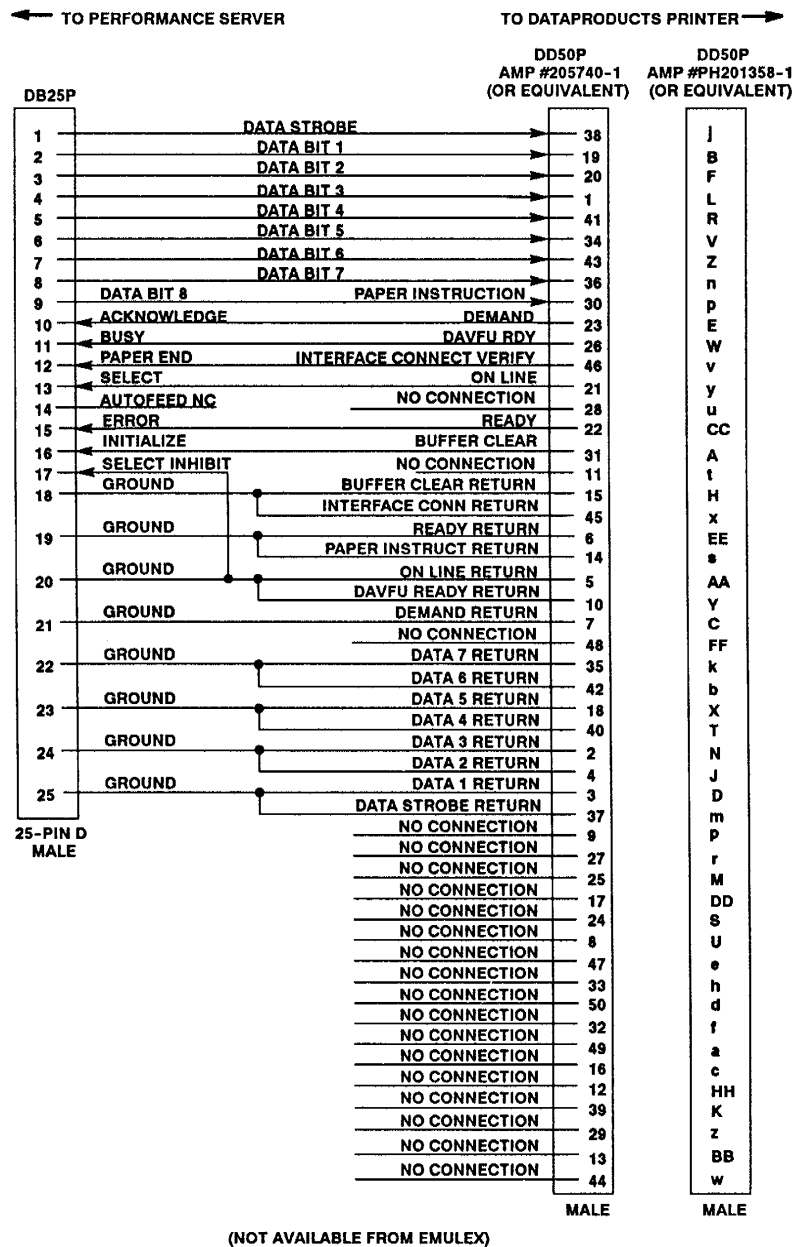 TO PERFORMANCE SERVER TO DATAPRODUCTS PRINTER
DD50P DD50P
AMP #205740-1 AMP #PH201358-1
DB25P (OR EQUIVALENT) (OR EQUIVALENT)
1 DATA STROBE 38 j
2 DATA BIT 1 19 B
3 DATA BIT 2 20 F
4 DATA BIT 3 1 L
5 DATA BIT 4 41 R
6 DATA BIT 5 34 V
7 DATA BIT 6 43 Z
8 DATA BIT 7 36 n
9 DATA BIT 8 PAPER INSTRUCTION 30 p
10 ACKNOWLEDGE DEMAND 23 E
11 BUSY DAVFU RDY 26 W
12 PAPER END INTERFACE CONNECT VERIFY 46 v
13 SELECT ON LINE 21 y
14 AUTOFEED NC NO CONNECTION 28 u
15 ERROR READY 22 CC
16 INITIALIZE BUFFER CLEAR 31 A
17 SELECT INHIBIT NO CONNECTION 11 t
18 GROUND BUFFER CLEAR RETURN 15 H
INTERFACE CONN RETURN 45 x
19 GROUND READY RETURN 6 EE
PAPER INSTRUCT RETURN 14 s
20 GROUND ON LINE RETURN 5 AA
DAVFU READY RETURN 10 Y
21 GROUND DEMAND RETURN 7 C
NO CONNECTION 48 FF
22 GROUND DATA 7 RETURN 35 k
DATA 6 RETURN 42 b
23 GROUND DATA 5 RETURN 18 X
DATA 4 RETURN 40 T
24 GROUND DATA 3 RETURN 2 N
DATA 2 RETURN 4 J
25 GROUND DATA 1 RETURN 3 D
DATA STROBE RETURN 37 m
25-PIN D NO CONNECTION 9 P
MALE NO CONNECTION 27 r
NO CONNECTION 25 M
NO CONNECTION 17 DD
NO CONNECTION 24 S
NO CONNECTION 8 U
NO CONNECTION 47 e
NO CONNECTION 33 h
NO CONNECTION 50 d
NO CONNECTION 32 f
NO CONNECTION 49 a
NO CONNECTION 16 c
NO CONNECTION 12 HH
NO CONNECTION 39 K
NO CONNECTION 29 z
NO CONNECTION 13 BB
NO CONNECTION 44 w
MALE MALE
(NOT AVAILABLE FROM EMULEX)